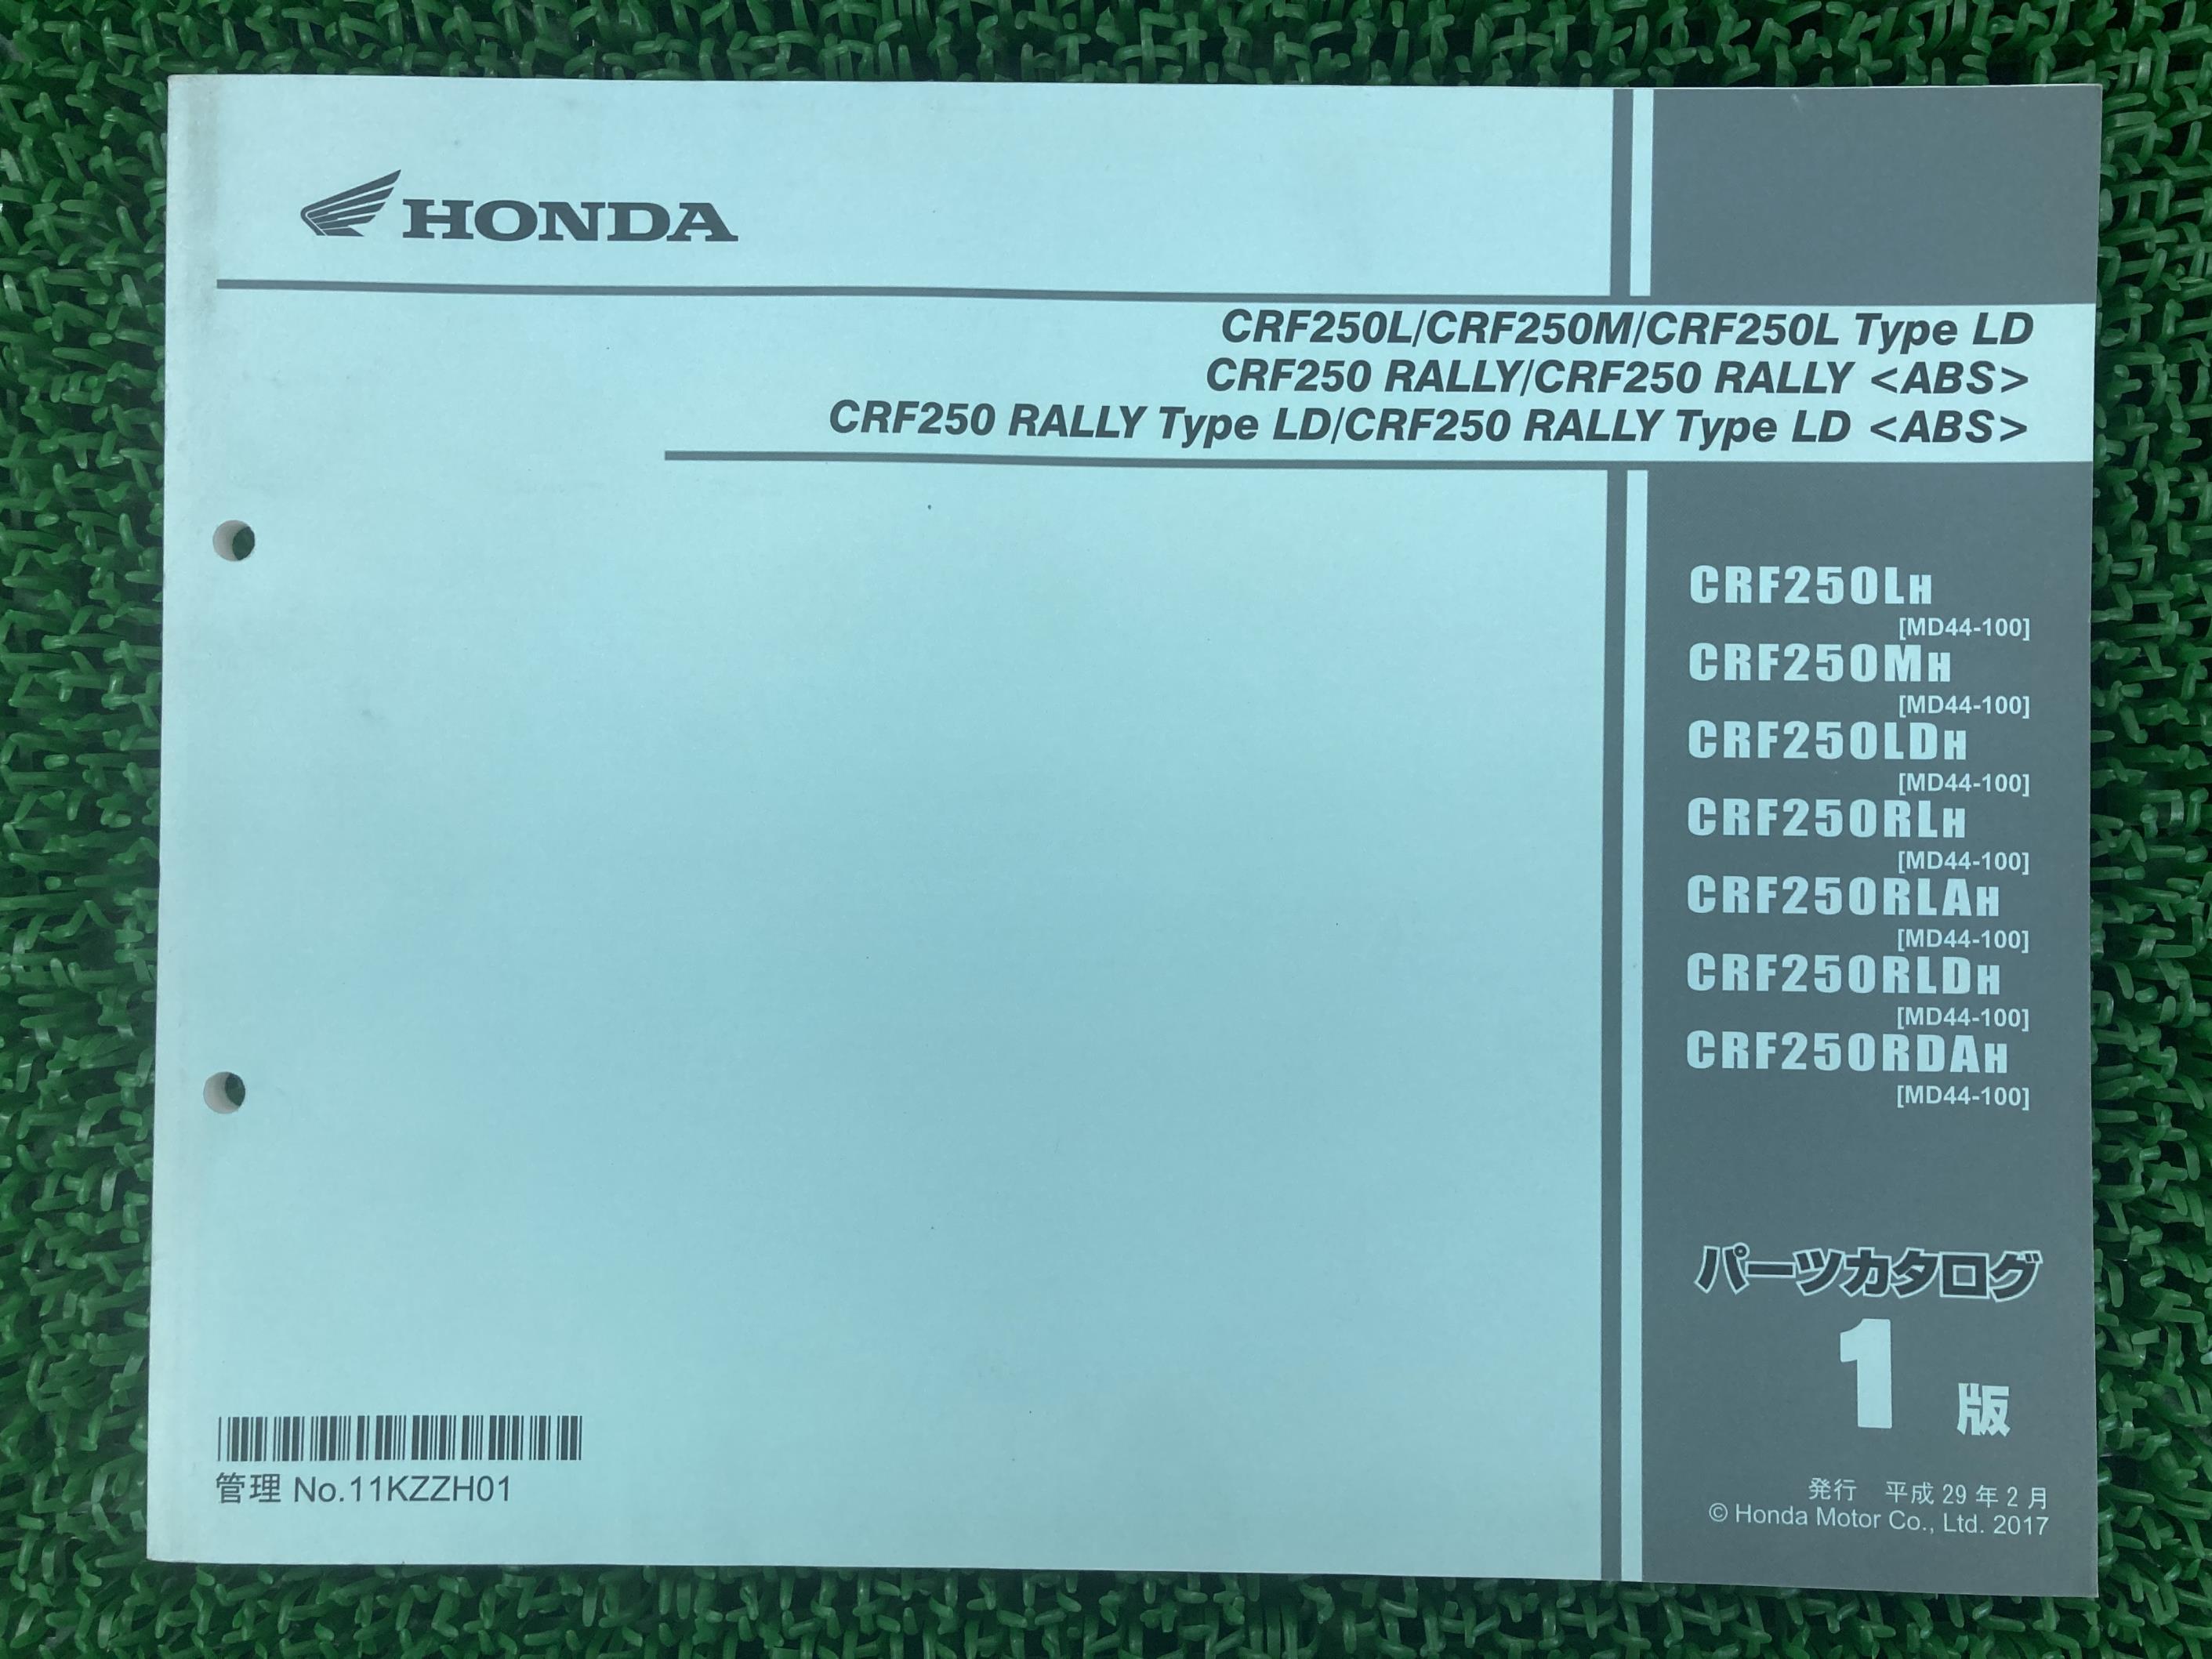 HONDA
CRF250L/CRF250M/CRF250L Type LD
CRF250 RALLY/CRF250 RALLY <ABS>
CRF250 RALLY Type LD/CRF250 RALLY Type LD <ABS>
CRF250LH
[MD44-100]
CRF250MH
[MD44-100]
CRF250LDH
[MD44-100]
CRF250RLH
[MD44-100]
CRF250RLAH
[MD44-100]
CRF250RLDH
[MD44-100]
CRF250RDAH
[MD44-100]
パーツカタログ
1 版
発行 平成 29 年 2 月
© Honda Motor Co., Ltd. 2017
管理 No.11KZZH01